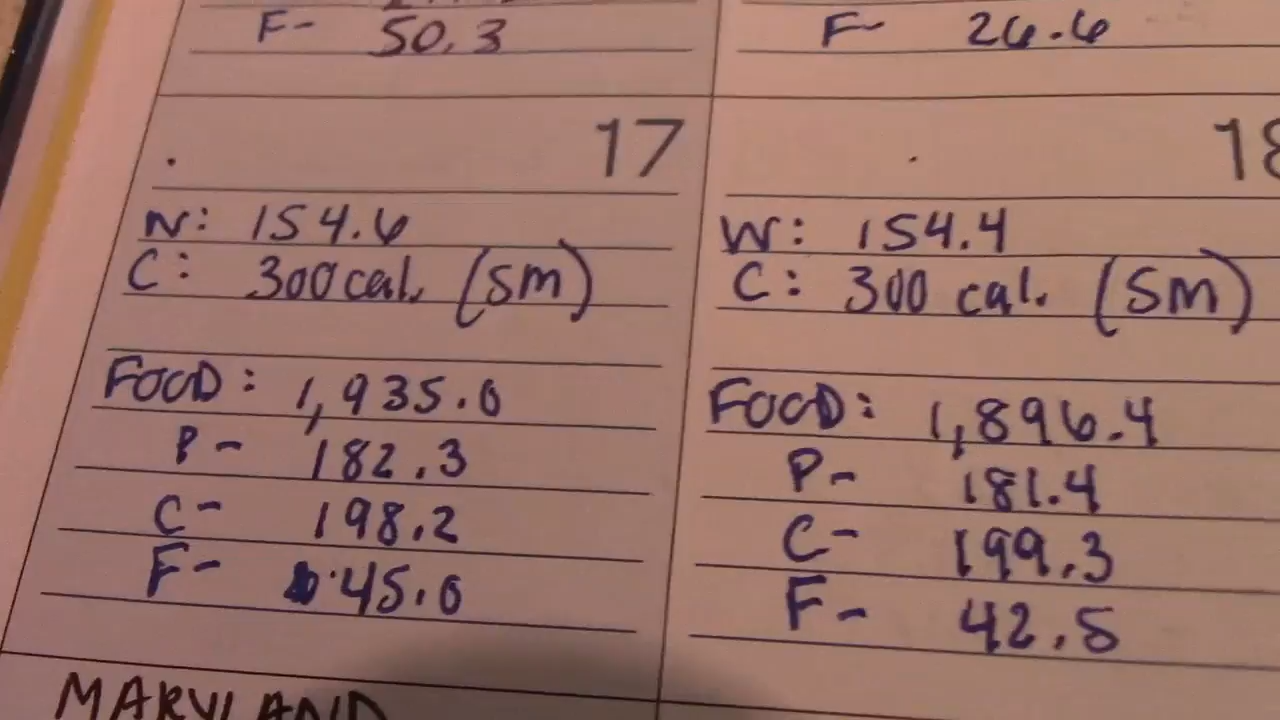 F- 50.3
17
W: 154.6
C: 300 cal. (SM)
FOOD: 1,935.0
P- 182.3
C- 198.2
F- 45.0
MARYLAND
F- 26.6
18
W: 154.4
C: 300 cal. (SM)
FOOD: 1,896.4
P- 181.4
C- 199.3
F- 42.5